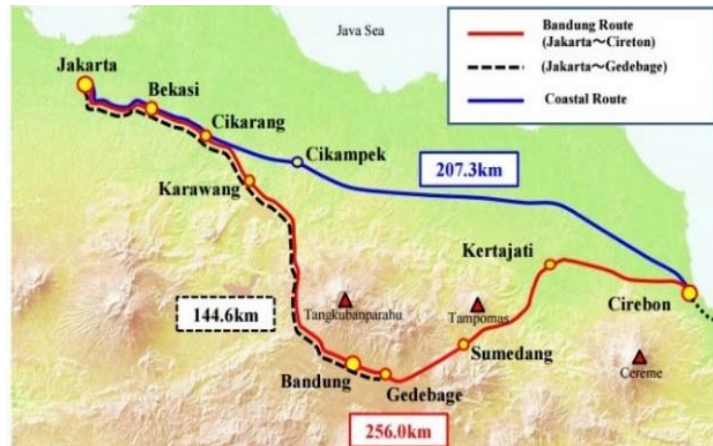 Java Sea
Bandung Route
(Jakarta～Cireton)
(Jakarta～Gedebage)
Coastal Route
Jakarta
Bekasi
Cikarang
Cikampek
207.3km
Karawang
Kertajati
144.6km
Tangkubanparahu
Tampomas
Cirebon
Sumedang
Bandung
Gedebage
Cereme
256.0km